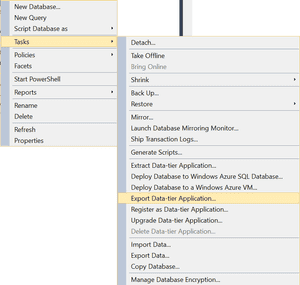 New Database...
New Query
Script Database as
Tasks
Policies
Facets
Start PowerShell
Reports
Rename
Delete
Refresh
Properties
Detach...
Take Offline
Bring Online
Shrink
Back Up...
Restore
Mirror...
Launch Database Mirroring Monitor...
Ship Transaction Logs...
Generate Scripts...
Extract Data-tier Application...
Deploy Database to Windows Azure SQL Database...
Deploy Database to a Windows Azure VM...
Export Data-tier Application...
Register as Data-tier Application...
Upgrade Data-tier Application...
Delete Data-tier Application...
Import Data...
Export Data...
Copy Database...
Manage Database Encryption...